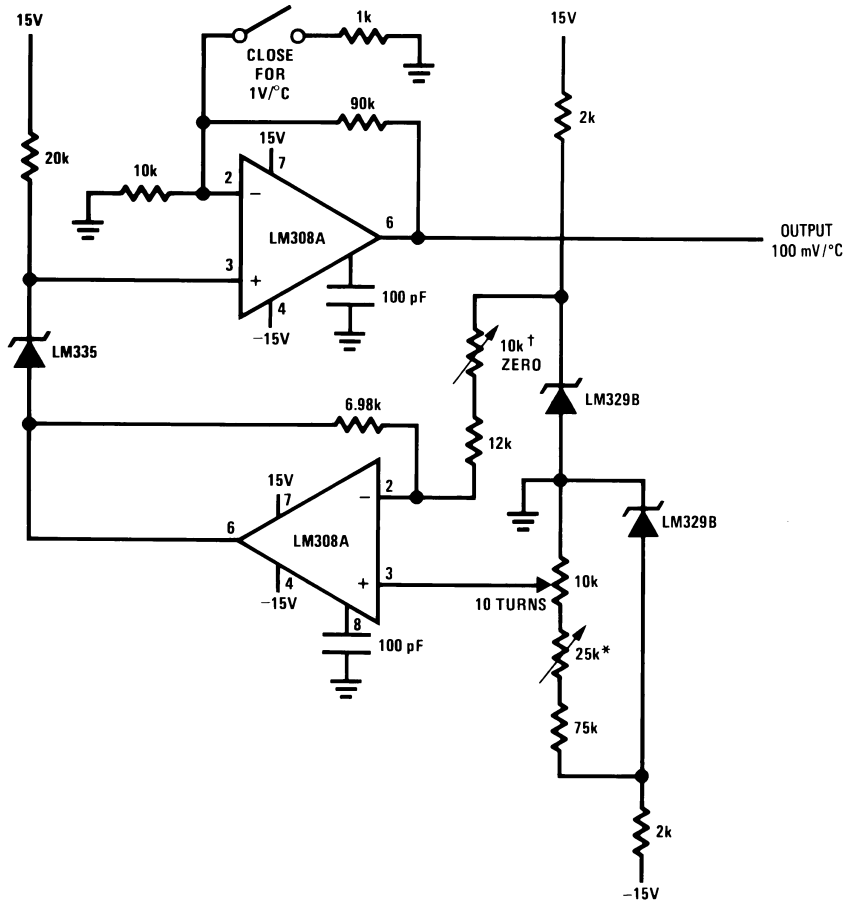 15V
1k
15V
CLOSE
FOR
1V/°C
90k
2k
20k
15V
7
10k
2
−
6
LM308A
OUTPUT
100 mV/°C
3
+
4
100 pF
−15V
10k†
ZERO
LM335
LM329B
6.98k
12k
15V
7
2
−
6
LM308A
LM329B
3
+
10k
4
−15V
10 TURNS
8
100 pF
25k*
75k
2k
−15V